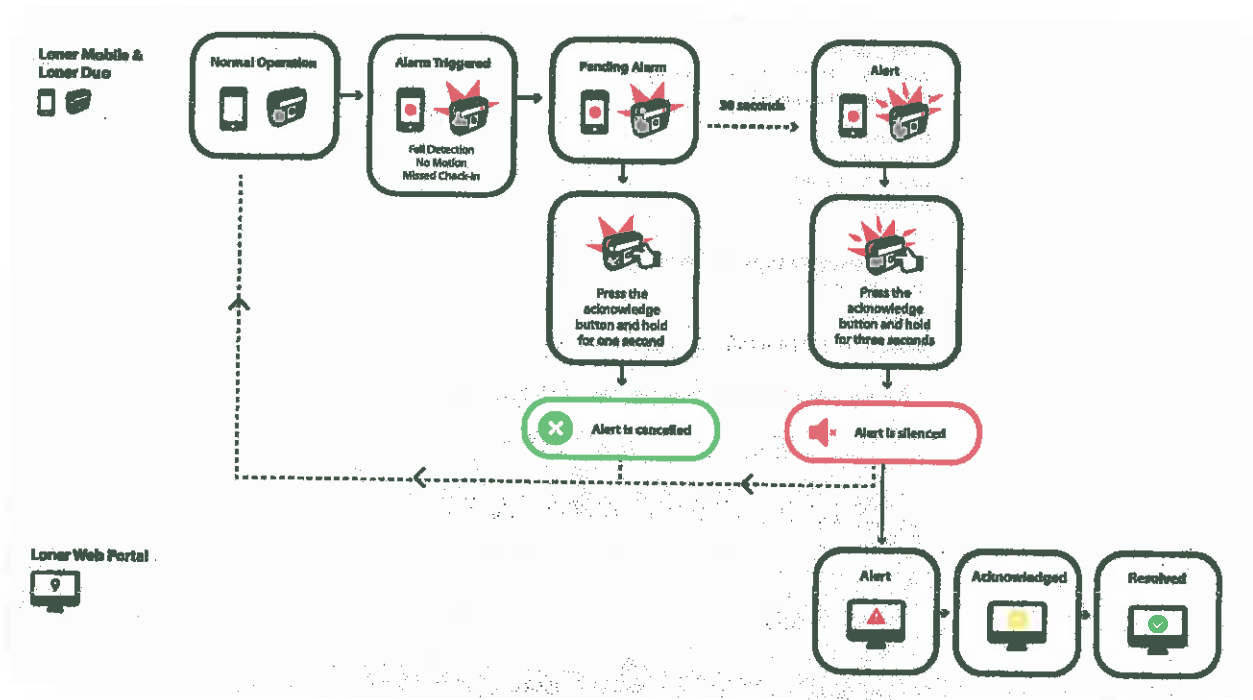 Loner Mobile &
Loner Duo
Normal Operation
Alarm Triggered
Fall Detection
No Motion
Missed Check-in
Pending Alarm
30 seconds
Alert
Press the
acknowledge
button and hold
for one second
Press the
acknowledge
button and hold
for three seconds
Alert is cancelled
Alert is silenced
Loner Web Portal
Alert
Acknowledged
Resolved